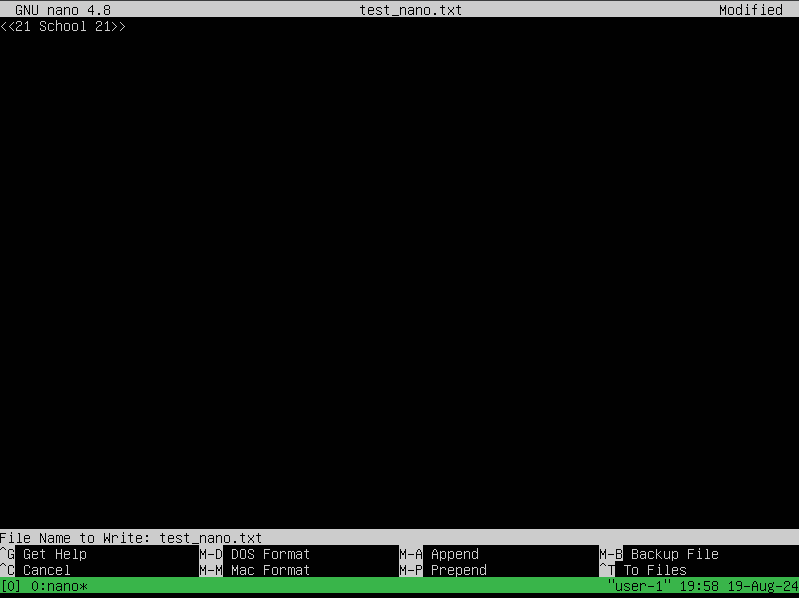 GNU nano 4.8 test_nano.txt Modified
<<21 School 21>>
File Name to Write: test_nano.txt
^G Get Help M-D DOS Format M-A Append M-B Backup File
^C Cancel M-M Mac Format M-P Prepend ^T To Files
[0] 0:nano* "user-1" 19:58 19-Aug-24